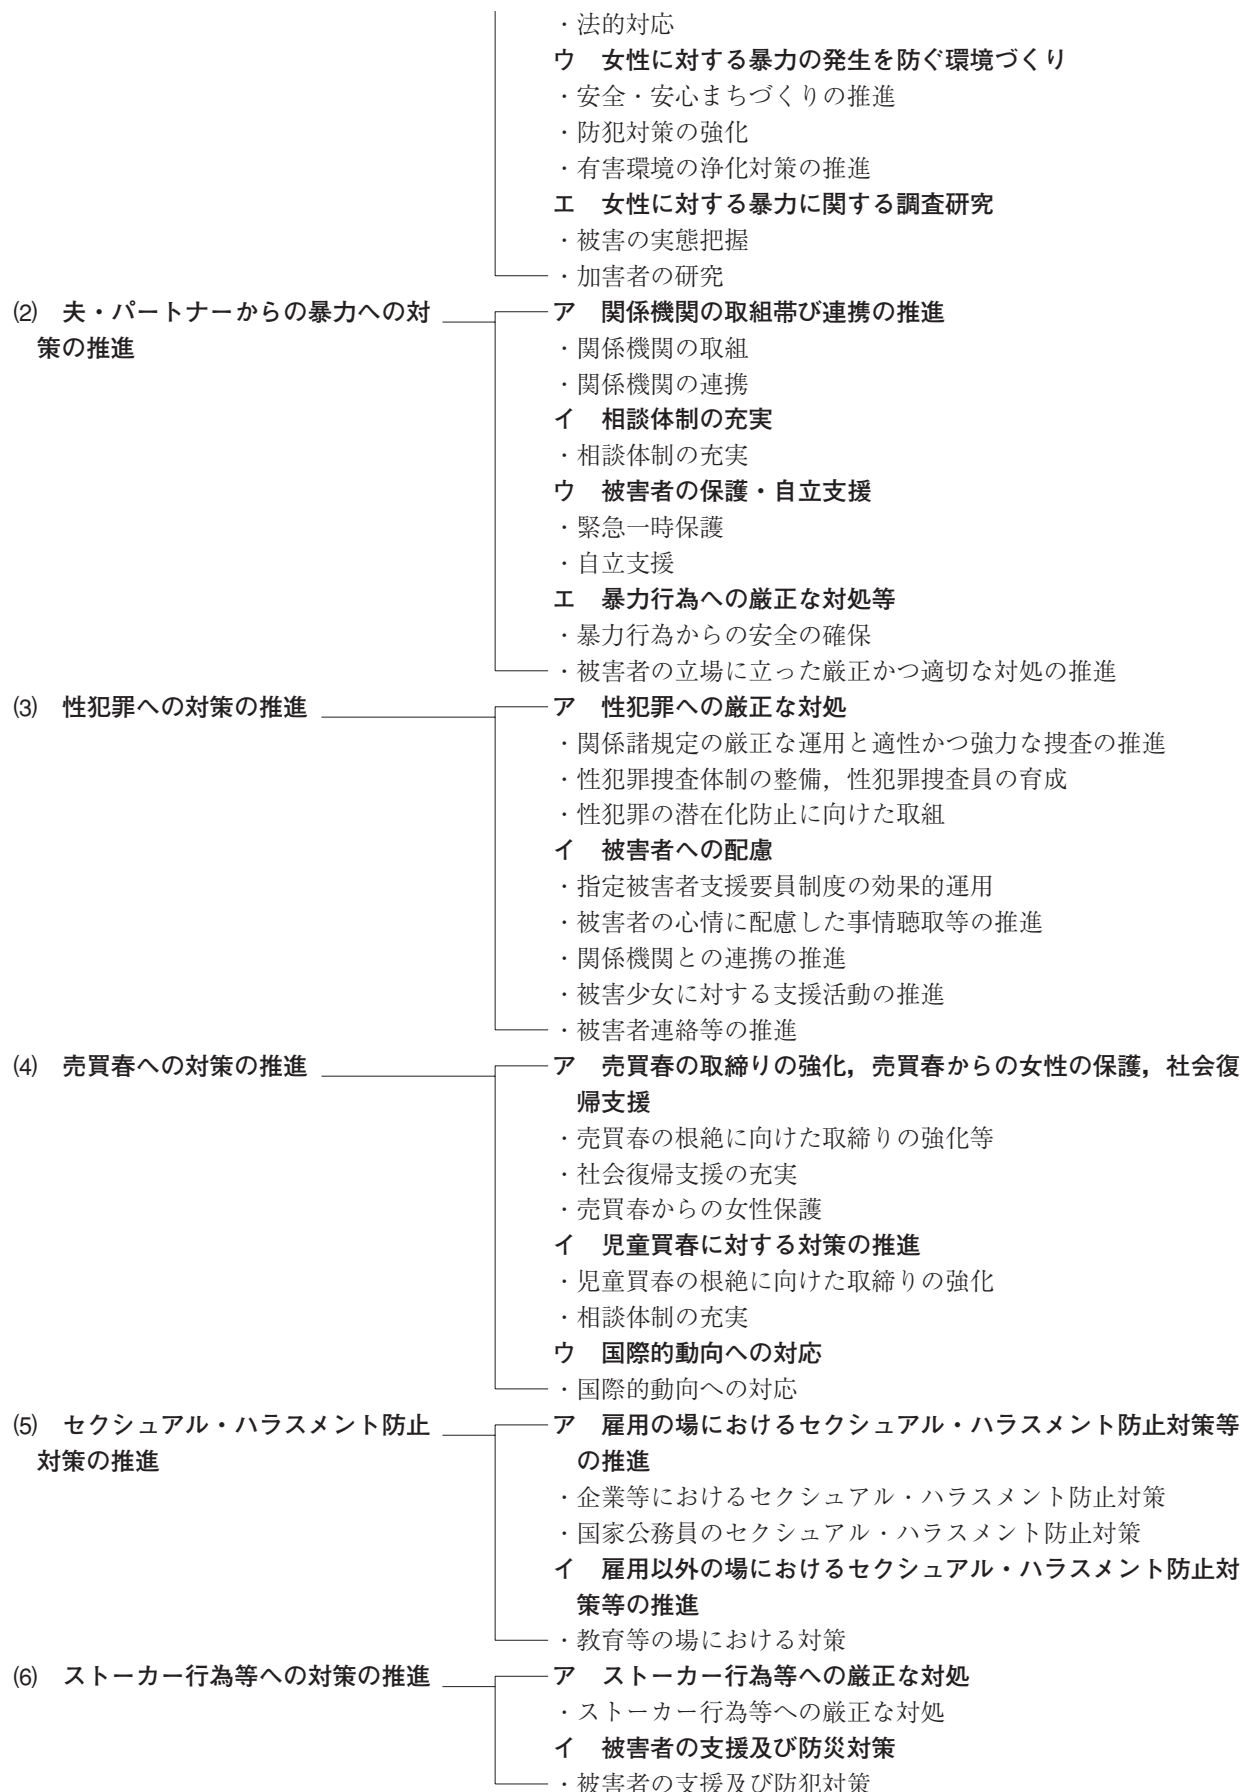 ・法的対応
ウ　女性に対する暴力の発生を防ぐ環境づくり
・安全・安心まちづくりの推進
・防犯対策の強化
・有害環境の浄化対策の推進
エ　女性に対する暴力に関する調査研究
・被害の実態把握
・加害者の研究
⑵　夫・パートナーからの暴力への対
策の推進
ア　関係機関の取組帯び連携の推進
・関係機関の取組
・関係機関の連携
イ　相談体制の充実
・相談体制の充実
ウ　被害者の保護・自立支援
・緊急一時保護
・自立支援
エ　暴力行為への厳正な対処等
・暴力行為からの安全の確保
・被害者の立場に立った厳正かつ適切な対処の推進
⑶　性犯罪への対策の推進
ア　性犯罪への厳正な対処
・関係諸規定の厳正な運用と適性かつ強力な捜査の推進
・性犯罪捜査体制の整備，性犯罪捜査員の育成
・性犯罪の潜在化防止に向けた取組
イ　被害者への配慮
・指定被害者支援要員制度の効果的運用
・被害者の心情に配慮した事情聴取等の推進
・関係機関との連携の推進
・被害少女に対する支援活動の推進
・被害者連絡等の推進
⑷　売買春への対策の推進
ア　売買春の取締りの強化，売買春からの女性の保護，社会復
帰支援
・売買春の根絶に向けた取締りの強化等
・社会復帰支援の充実
・売買春からの女性保護
イ　児童買春に対する対策の推進
・児童買春の根絶に向けた取締りの強化
・相談体制の充実
ウ　国際的動向への対応
・国際的動向への対応
⑸　セクシュアル・ハラスメント防止
対策の推進
ア　雇用の場におけるセクシュアル・ハラスメント防止対策等
の推進
・企業等におけるセクシュアル・ハラスメント防止対策
・国家公務員のセクシュアル・ハラスメント防止対策
イ　雇用以外の場におけるセクシュアル・ハラスメント防止対
策等の推進
・教育等の場における対策
⑹　ストーカー行為等への対策の推進
ア　ストーカー行為等への厳正な対処
・ストーカー行為等への厳正な対処
イ　被害者の支援及び防災対策
・被害者の支援及び防犯対策